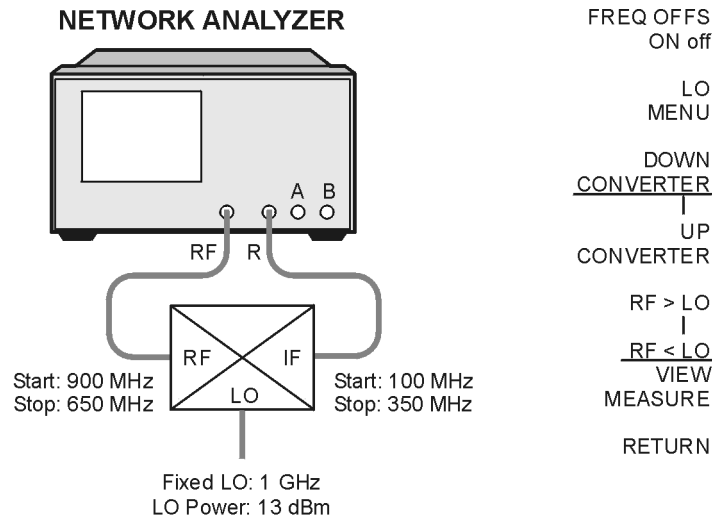 NETWORK ANALYZER
A B
RF R
RF IF
LO
Start: 900 MHz
Stop: 650 MHz
Start: 100 MHz
Stop: 350 MHz
Fixed LO: 1 GHz
LO Power: 13 dBm
FREQ OFFS
ON off
LO
MENU
DOWN
CONVERTER
UP
CONVERTER
RF > LO
RF < LO
VIEW
MEASURE
RETURN